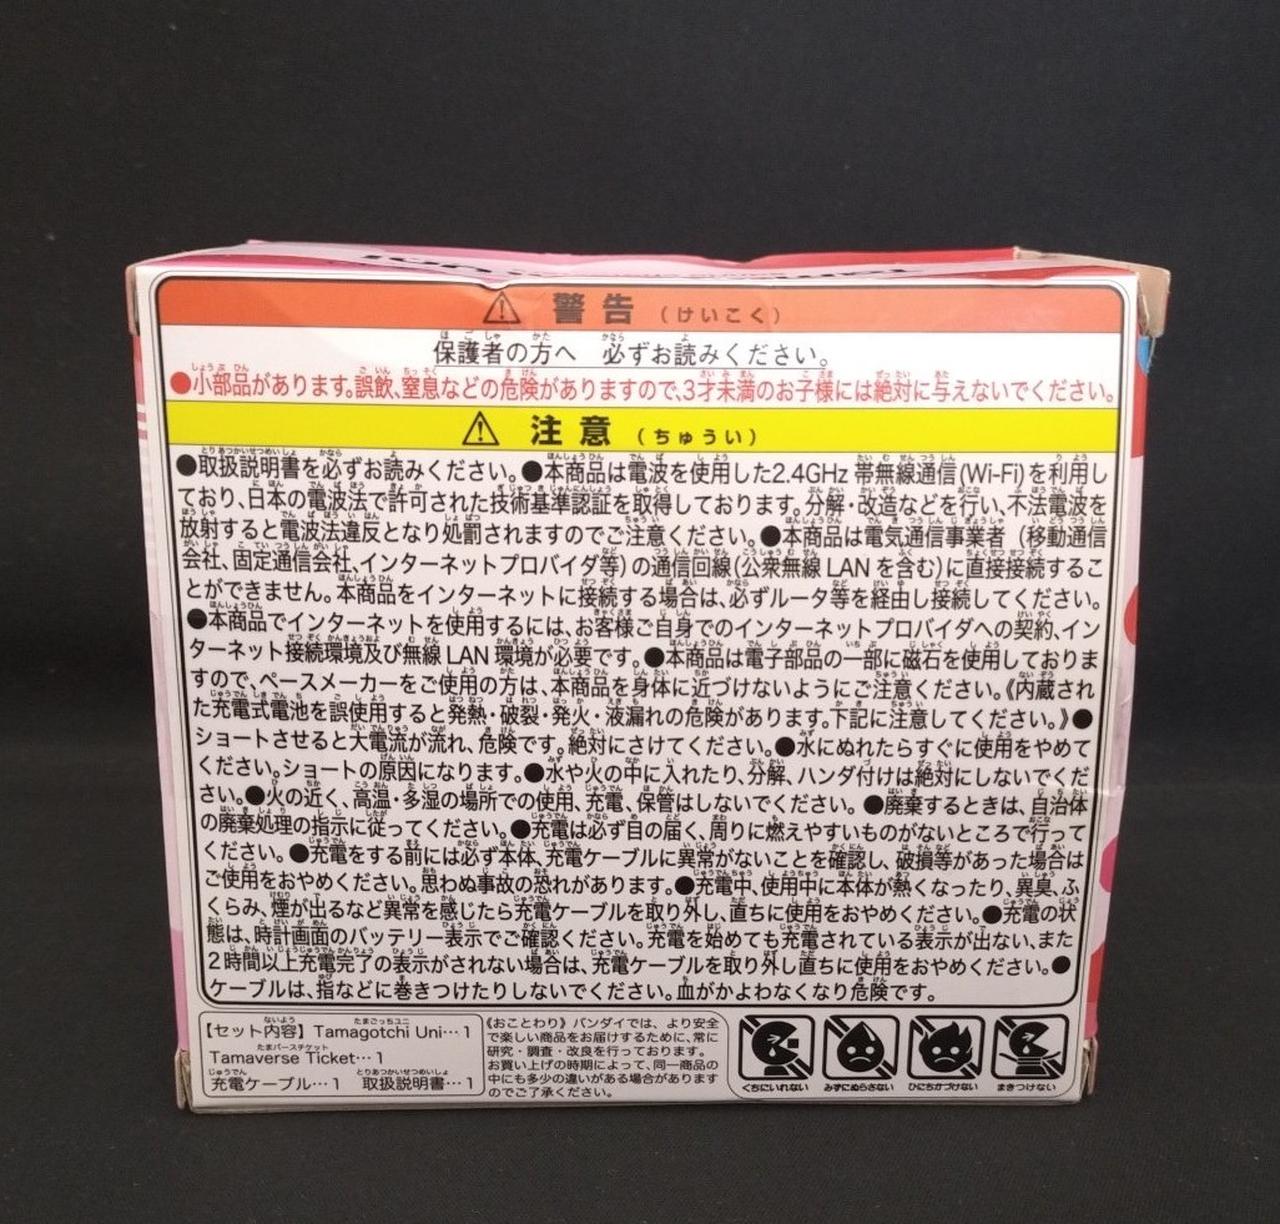 警告（けいこく）
保護者の方へ 必ずお読みください。
●小部品があります。誤飲、窒息などの危険がありますので、3才未満のお子様には絶対に与えないでください。
注意（ちゅうい）
●取扱説明書を必ずお読みください。●本商品は電波を使用した2.4GHz 帯無線通信(Wi-Fi)を利用し
ており、日本の電波法で許可された技術基準認証を取得しております。分解・改造などを行い、不法電波を
放射すると電波法違反となり処罰されますのでご注意ください。●本商品は電気通信事業者（移動通信
会社、固定通信会社、インターネットプロバイダ等）の通信回線(公衆無線 LAN を含む)に直接接続するこ
とができません。本商品をインターネットに接続する場合は、必ずルータ等を経由し接続してください。
●本商品でインターネットを使用するには、お客様ご自身でのインターネットプロバイダへの契約、イン
ターネット接続環境及び無線 LAN 環境が必要です。●本商品は電子部品の一部に磁石を使用しておりま
すので、ペースメーカーをご使用の方は、本商品を身体に近づけないようにご注意ください。《内蔵され
た充電式電池を誤使用すると発熱・破裂・発火・液漏れの危険があります。下記に注意してください。》●
ショートさせると大電流が流れ、危険です。絶対にさけてください。●水にぬれたらすぐに使用をやめて
ください。ショートの原因になります。●水や火の中に入れたり、分解、ハンダ付けは絶対にしないでくだ
さい。●火の近く、高温・多湿の場所での使用、充電、保管はしないでください。●廃棄するときは、自治体
の廃棄処理の指示に従ってください。●充電は必ず目の届く、周りに燃えやすいものがないところで行って
ください。●充電をする前には必ず本体、充電ケーブルに異常がないことを確認し、破損等があった場合は
ご使用をおやめください。思わぬ事故の恐れがあります。●充電中、使用中に本体が熱くなったり、異臭、ふ
くらみ、煙が出るなど異常を感じたら充電ケーブルを取り外し、直ちに使用をおやめください。●充電の状
態は、時計画面のバッテリー表示でご確認ください。充電を始めても充電されている表示が出ない、また
2時間以上充電完了の表示がされない場合は、充電ケーブルを取り外し直ちに使用をおやめください。●
ケーブルは、指などに巻きつけたりしないでください。血がかよわなくなり危険です。
【セット内容】Tamagotchi Uni…1
Tamaverse Ticket…1
充電ケーブル…1 取扱説明書…1
《おことわり》バンダイでは、より安全
で楽しい商品をお届けするために、常に
研究・調査・改良を行っております。
お買い上げの時期によって、同一商品の
中にも多少の違いがある場合があります
のでご了承ください。
くちにいれない みずにぬらさない ひにちかづけない まきつけない